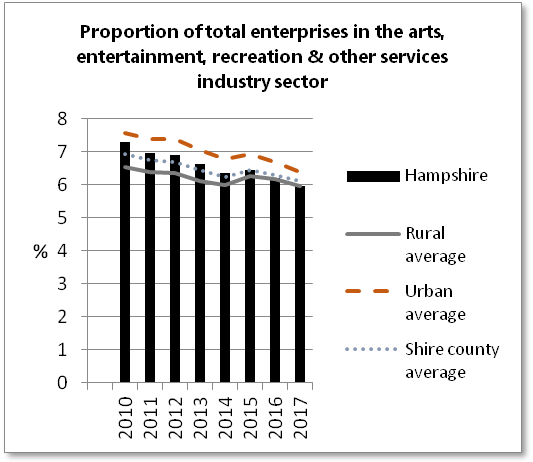 Proportion of total enterprises in the arts,
entertainment, recreation & other services
industry sector
8
7
6
5
% 4
3
2
1
0
2010 2011 2012 2013 2014 2015 2016 2017
Hampshire
Rural
average
Urban
average
Shire county
average